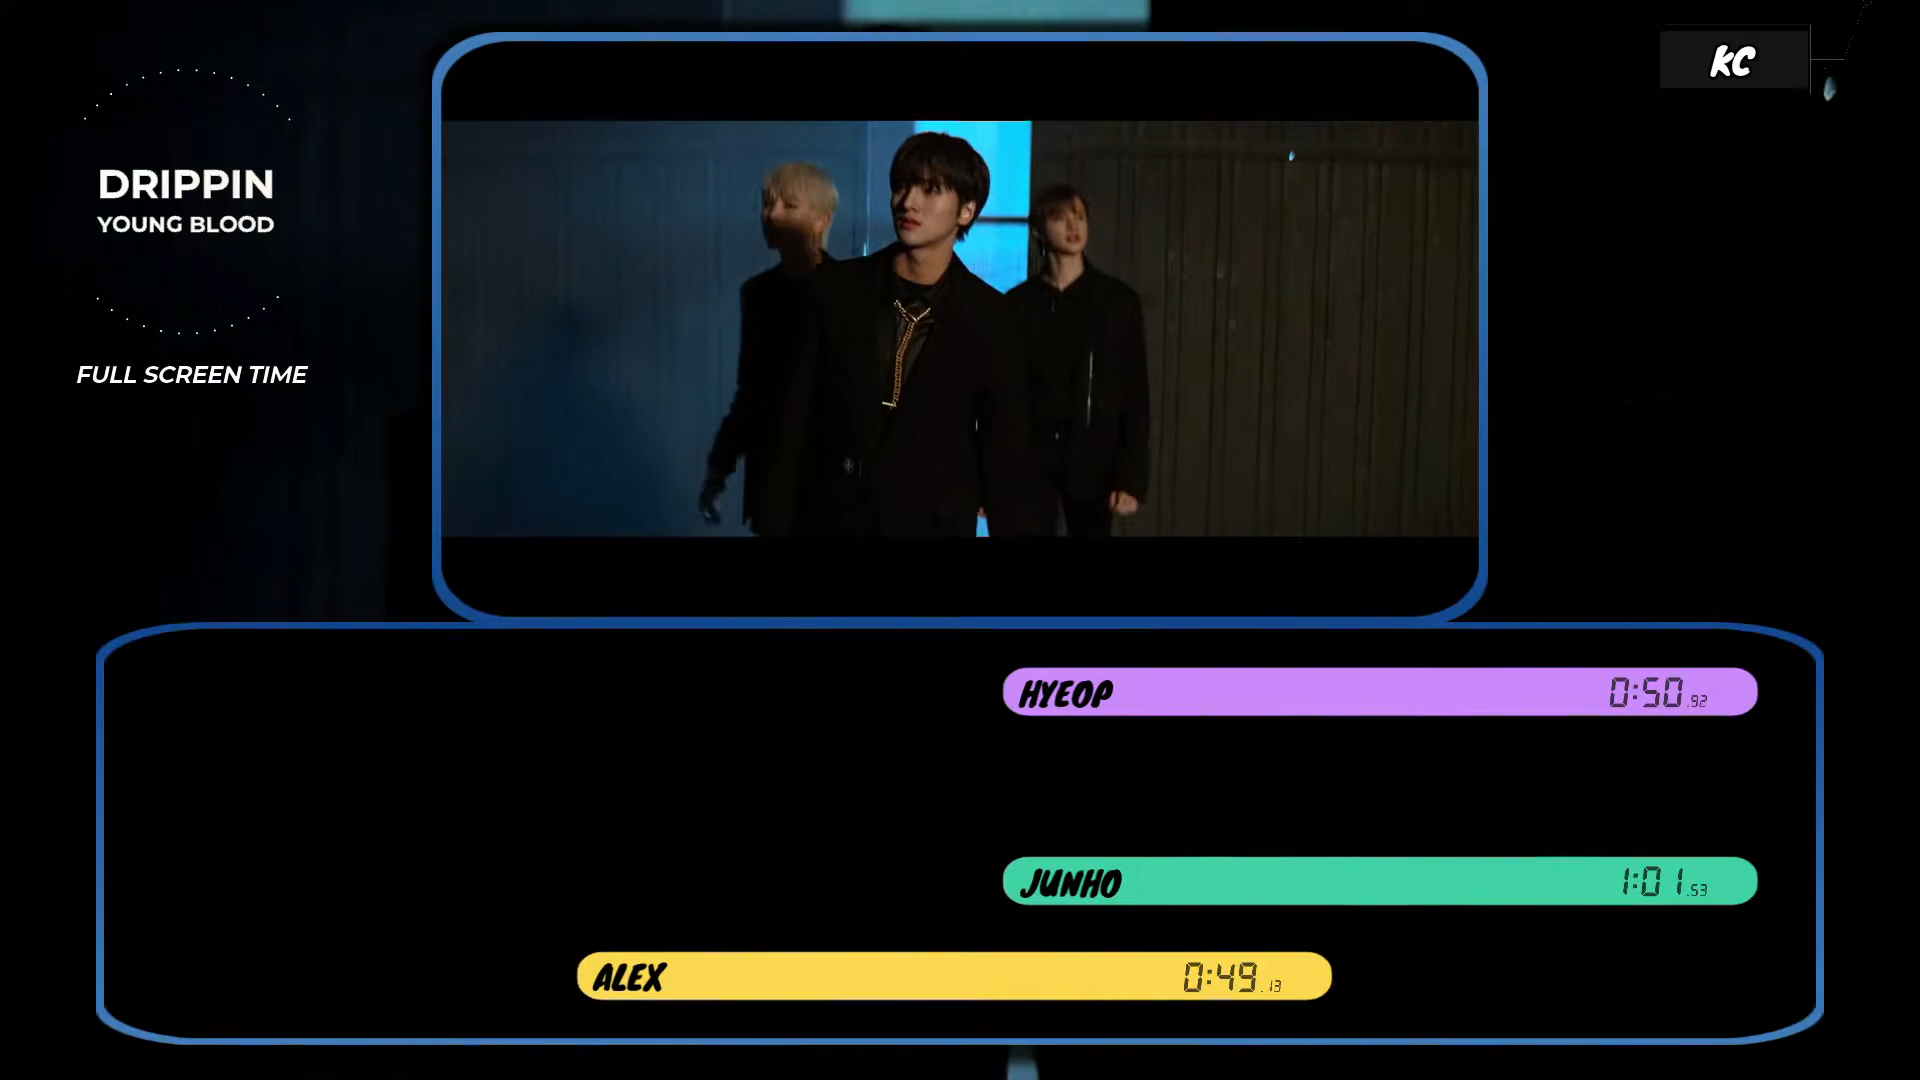 KC
DRIPPIN
YOUNG BLOOD
FULL SCREEN TIME
HYEOP 0:50.92
JUNHO 1:01.53
ALEX 0:49.13